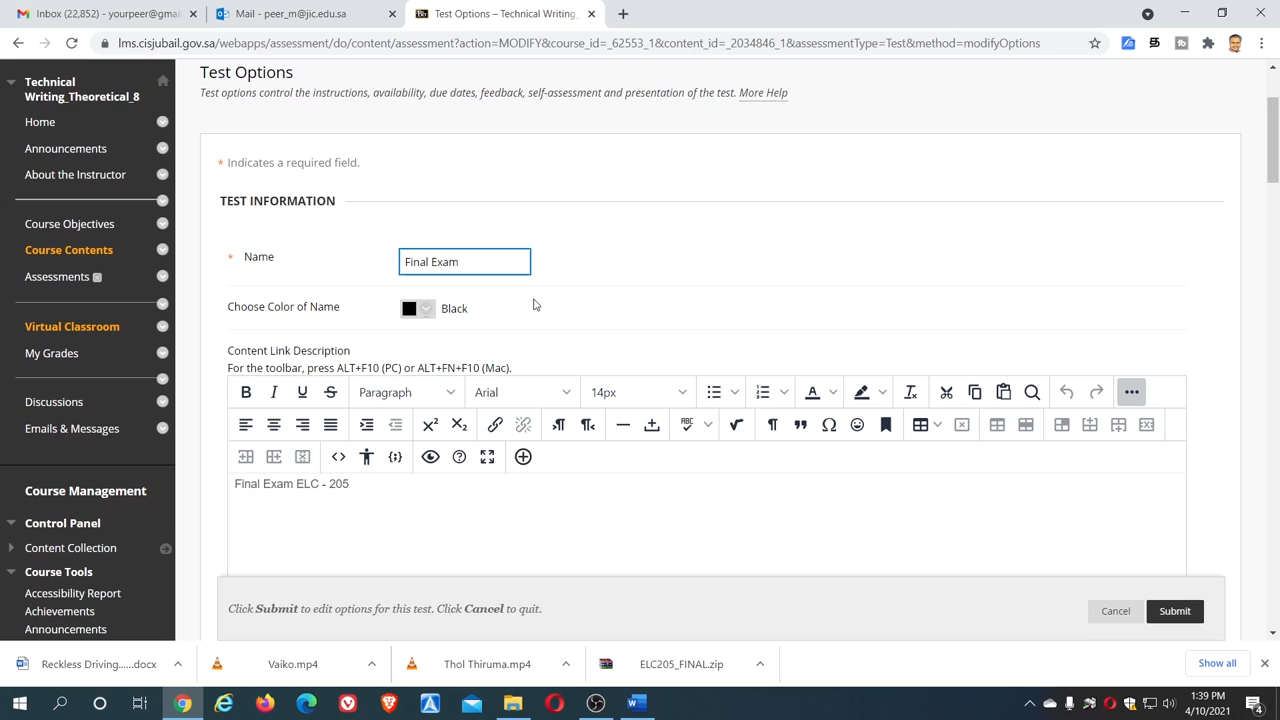 Inbox (22,852) - yourpeer@gmai
Mail - peer_m@jic.edu.sa
Test Options – Technical Writing_
lms.cisjubail.gov.sa/webapps/assessment/do/content/assessment?action=MODIFY&course_id=_62553_1&content_id=_2034846_1&assessmentType=Test&method=modifyOptions
Technical
Writing_Theoretical_8
Home
Announcements
About the Instructor
Course Objectives
Course Contents
Assessments
Virtual Classroom
My Grades
Discussions
Emails & Messages
Course Management
Control Panel
Content Collection
Course Tools
Accessibility Report
Achievements
Announcements
Test Options
Test options control the instructions, availability, due dates, feedback, self-assessment and presentation of the test. More Help
* Indicates a required field.
TEST INFORMATION
* Name
Final Exam
Choose Color of Name
Black
Content Link Description
For the toolbar, press ALT+F10 (PC) or ALT+FN+F10 (Mac).
B I U S Paragraph Arial 14px
Final Exam ELC - 205
Click Submit to edit options for this test. Click Cancel to quit.
Cancel
Submit
Reckless Driving......docx
Vaiko.mp4
Thol Thiruma.mp4
ELC205_FINAL.zip
Show all
1:39 PM
4/10/2021